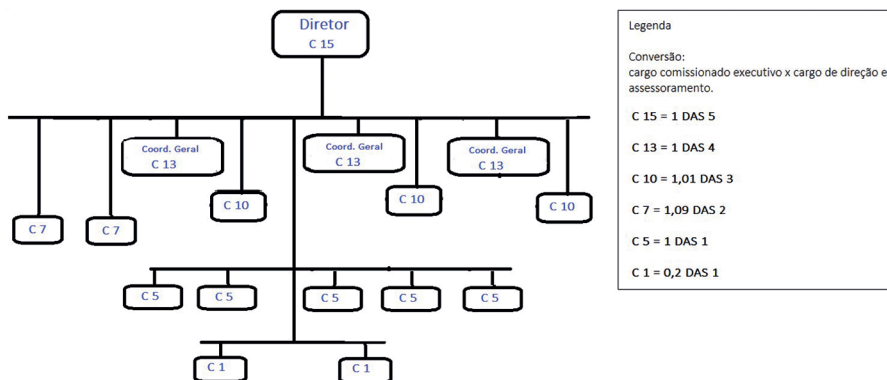 Diretor
C 15
Coord. Geral
C 13
Coord. Geral
C 13
Coord. Geral
C 13
C 7
C 7
C 10
C 10
C 10
C 5
C 5
C 5
C 5
C 5
C 1
C 1
Legenda
Conversão:
cargo comissionado executivo x cargo de direção e
assessoramento.
C 15 = 1 DAS 5
C 13 = 1 DAS 4
C 10 = 1,01 DAS 3
C 7 = 1,09 DAS 2
C 5 = 1 DAS 1
C 1 = 0,2 DAS 1